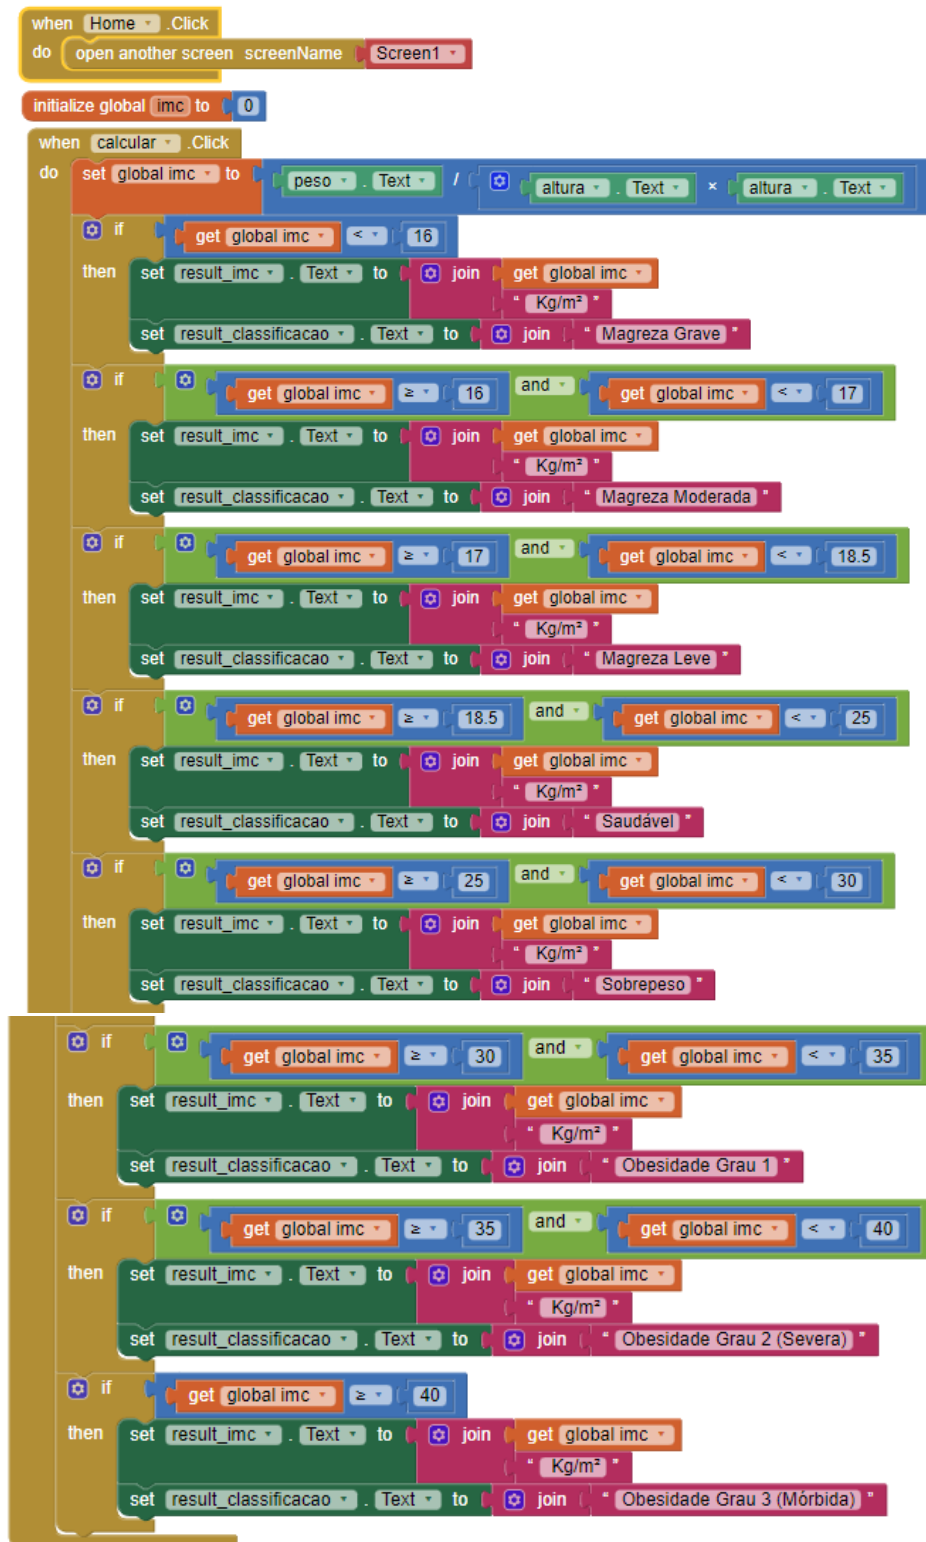 when Home .Click
do open another screen screenName Screen1
initialize global imc to 0
when calcular .Click
do set global imc to peso . Text / altura . Text × altura . Text
if get global imc < 16
then set result_imc . Text to join get global imc
" Kg/m² "
set result_classificacao . Text to join " Magreza Grave "
if get global imc ≥ 16 and get global imc < 17
then set result_imc . Text to join get global imc
" Kg/m² "
set result_classificacao . Text to join " Magreza Moderada "
if get global imc ≥ 17 and get global imc < 18.5
then set result_imc . Text to join get global imc
" Kg/m² "
set result_classificacao . Text to join " Magreza Leve "
if get global imc ≥ 18.5 and get global imc < 25
then set result_imc . Text to join get global imc
" Kg/m² "
set result_classificacao . Text to join " Saudável "
if get global imc ≥ 25 and get global imc < 30
then set result_imc . Text to join get global imc
" Kg/m² "
set result_classificacao . Text to join " Sobrepeso "
if get global imc ≥ 30 and get global imc < 35
then set result_imc . Text to join get global imc
" Kg/m² "
set result_classificacao . Text to join " Obesidade Grau 1 "
if get global imc ≥ 35 and get global imc < 40
then set result_imc . Text to join get global imc
" Kg/m² "
set result_classificacao . Text to join " Obesidade Grau 2 (Severa) "
if get global imc ≥ 40
then set result_imc . Text to join get global imc
" Kg/m² "
set result_classificacao . Text to join " Obesidade Grau 3 (Mórbida) "